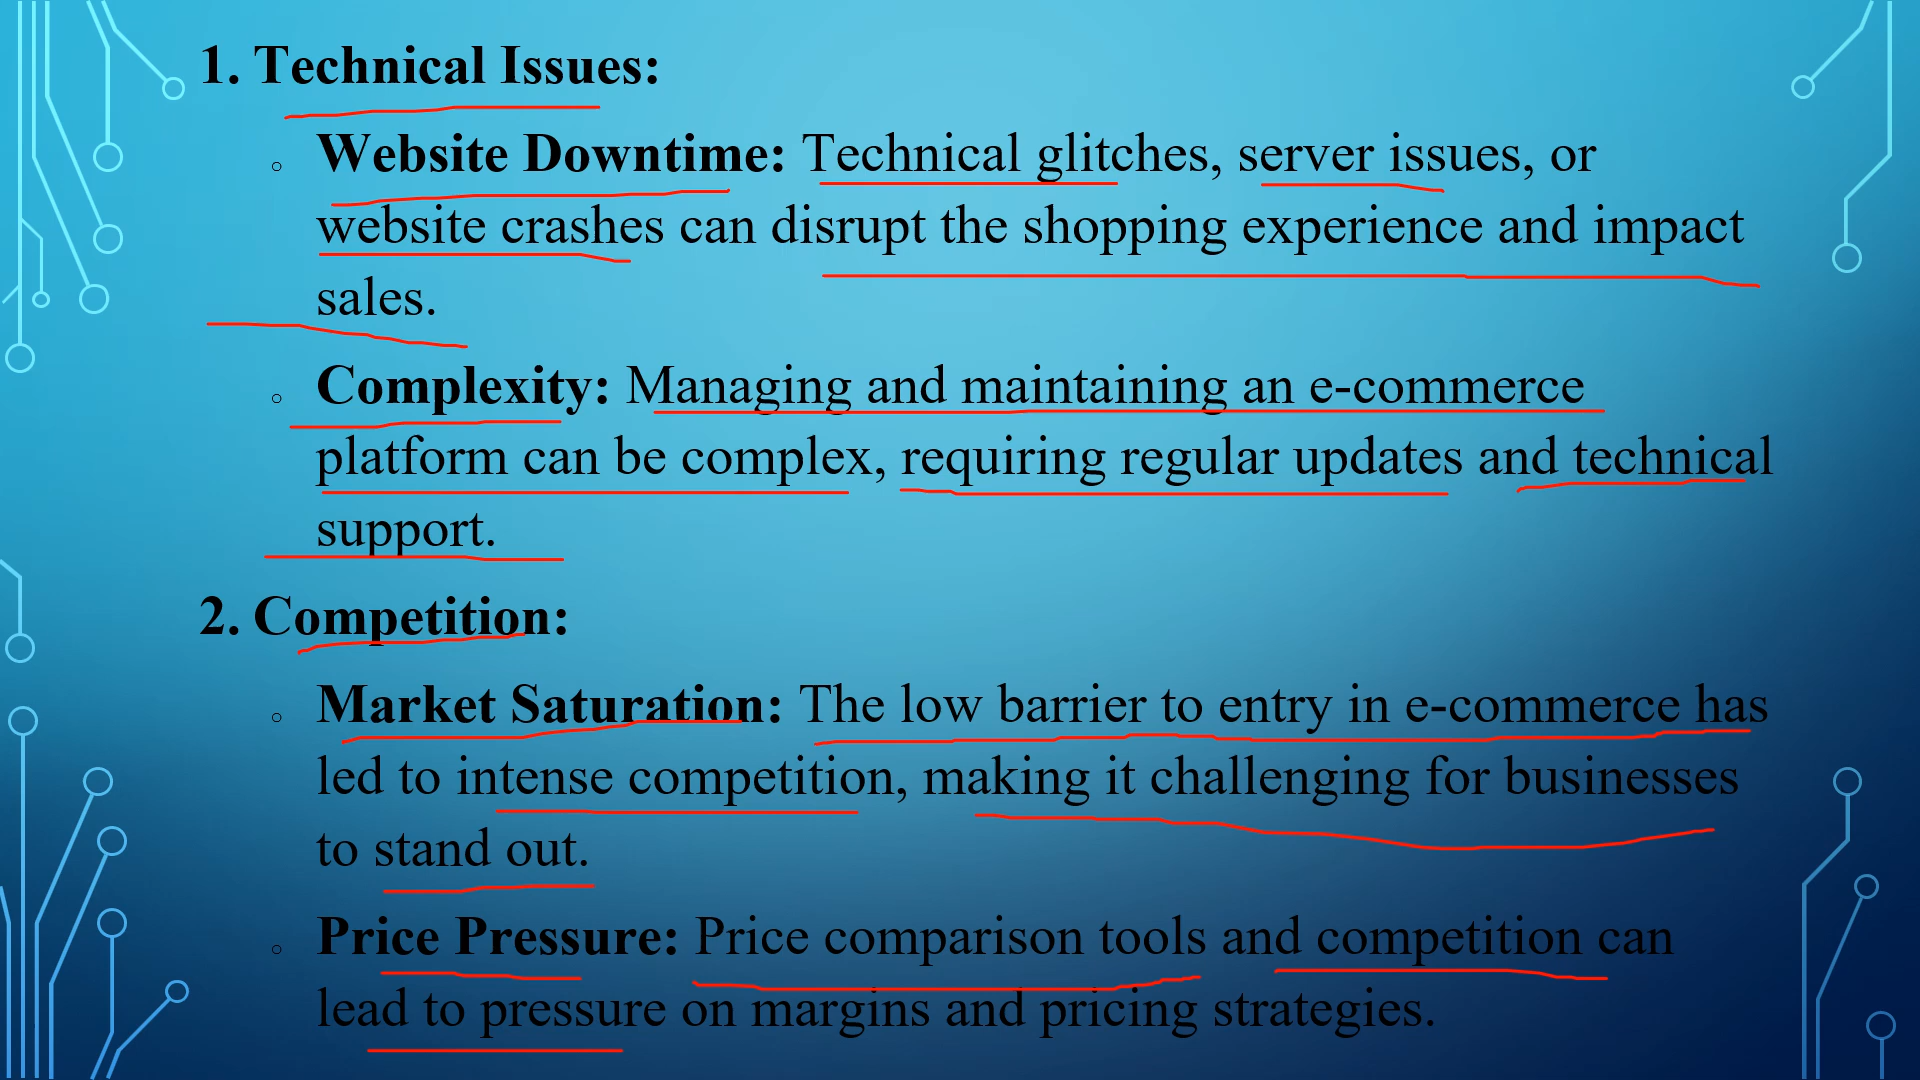 1. Technical Issues:
○ Website Downtime: Technical glitches, server issues, or
website crashes can disrupt the shopping experience and impact
sales.
○ Complexity: Managing and maintaining an e-commerce
platform can be complex, requiring regular updates and technical
support.
2. Competition:
○ Market Saturation: The low barrier to entry in e-commerce has
led to intense competition, making it challenging for businesses
to stand out.
○ Price Pressure: Price comparison tools and competition can
lead to pressure on margins and pricing strategies.